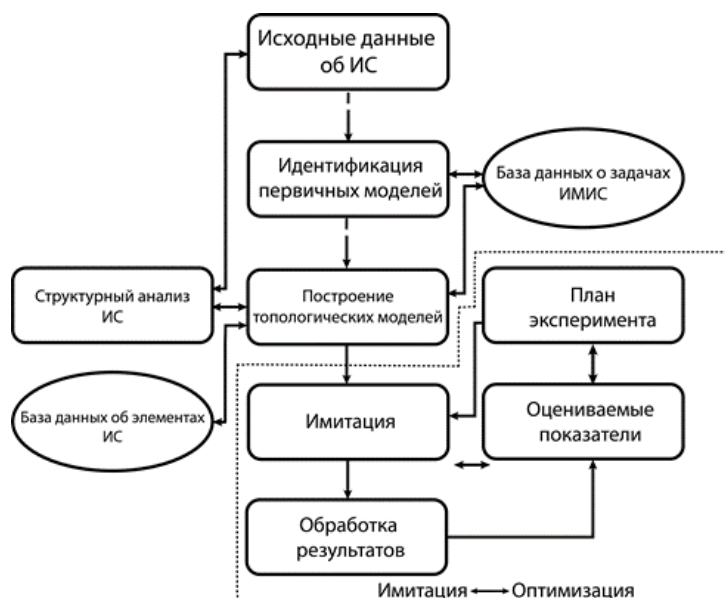 Исходные данные
об ИС
Идентификация
первичных моделей
База данных о задачах
ИМИС
Структурный анализ
ИС
Построение
топологических моделей
План
эксперимента
База данных об элементах
ИС
Имитация
Оцениваемые
показатели
Обработка
результатов
Имитация ⟷ Оптимизация